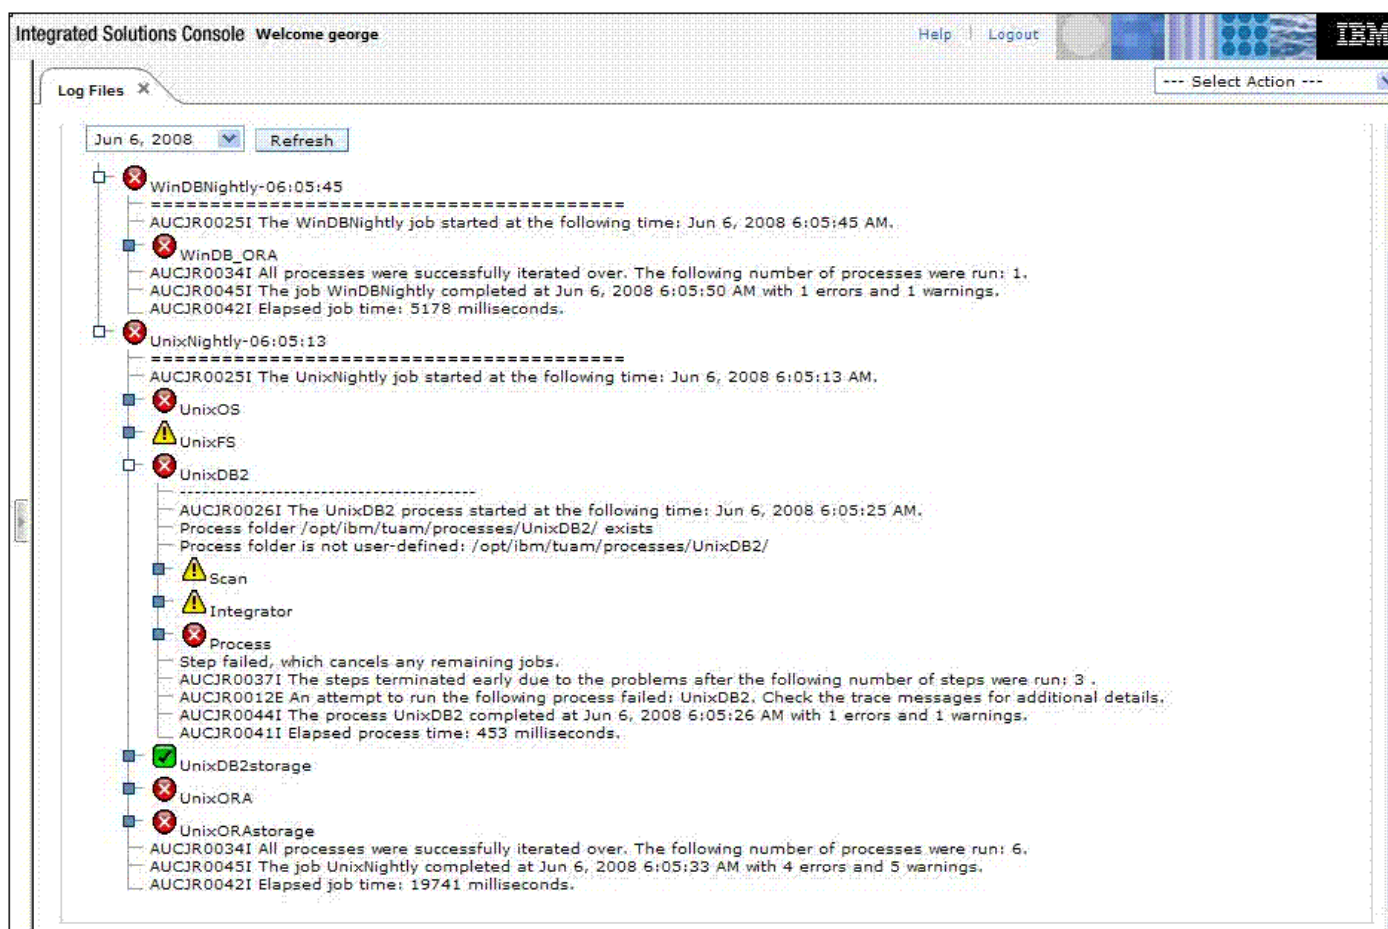 Integrated Solutions Console Welcome george
Help Logout
IBM
Log Files
--- Select Action ---
Jun 6, 2008
Refresh
WinDBNightly-06:05:45
========================================
AUCJR0025I The WinDBNightly job started at the following time: Jun 6, 2008 6:05:45 AM.
WinDB_ORA
AUCJR0034I All processes were successfully iterated over. The following number of processes were run: 1.
AUCJR0045I The job WinDBNightly completed at Jun 6, 2008 6:05:50 AM with 1 errors and 1 warnings.
AUCJR0042I Elapsed job time: 5178 milliseconds.
UnixNightly-06:05:13
========================================
AUCJR0025I The UnixNightly job started at the following time: Jun 6, 2008 6:05:13 AM.
UnixOS
UnixFS
UnixDB2
----------------------------------------
AUCJR0026I The UnixDB2 process started at the following time: Jun 6, 2008 6:05:25 AM.
Process folder /opt/ibm/tuam/processes/UnixDB2/ exists
Process folder is not user-defined: /opt/ibm/tuam/processes/UnixDB2/
Scan
Integrator
Process
Step failed, which cancels any remaining jobs.
AUCJR0037I The steps terminated early due to the problems after the following number of steps were run: 3 .
AUCJR0012E An attempt to run the following process failed: UnixDB2. Check the trace messages for additional details.
AUCJR0044I The process UnixDB2 completed at Jun 6, 2008 6:05:26 AM with 1 errors and 1 warnings.
AUCJR0041I Elapsed process time: 453 milliseconds.
UnixDB2storage
UnixORA
UnixORAstorage
AUCJR0034I All processes were successfully iterated over. The following number of processes were run: 6.
AUCJR0045I The job UnixNightly completed at Jun 6, 2008 6:05:33 AM with 4 errors and 5 warnings.
AUCJR0042I Elapsed job time: 19741 milliseconds.